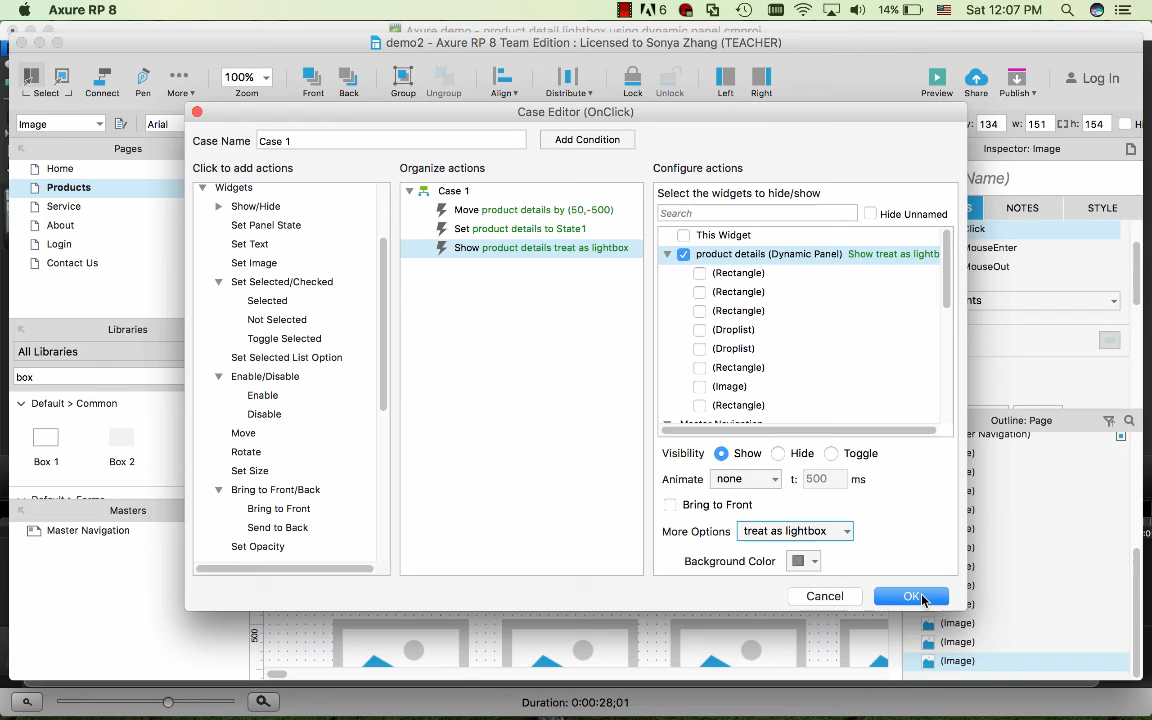 Axure RP 8
6
14%
Sat 12:07 PM
Axure demo - product detail lightbox using dynamic panel.cmproj
demo2 - Axure RP 8 Team Edition : Licensed to Sonya Zhang (TEACHER)
Select Connect Pen More 100% Zoom Front Back Group Ungroup Align Distribute Lock Unlock Left Right Preview Share Publish Log In
Image Arial y: 134 w: 151 h: 154
Case Editor (OnClick)
Case Name Case 1 Add Condition
Pages
Home
Products
Service
About
Login
Contact Us
Libraries
All Libraries
box
Default > Common
Box 1 Box 2
Masters
Master Navigation
Click to add actions
Widgets
Show/Hide
Set Panel State
Set Text
Set Image
Set Selected/Checked
Selected
Not Selected
Toggle Selected
Set Selected List Option
Enable/Disable
Enable
Disable
Move
Rotate
Set Size
Bring to Front/Back
Bring to Front
Send to Back
Set Opacity
Organize actions
Case 1
Move product details by (50,-500)
Set product details to State1
Show product details treat as lightbox
Configure actions
Select the widgets to hide/show
Search Hide Unnamed
This Widget
product details (Dynamic Panel) Show treat as lightb
(Rectangle)
(Rectangle)
(Rectangle)
(Droplist)
(Droplist)
(Rectangle)
(Image)
(Rectangle)
Visibility Show Hide Toggle
Animate none t: 500 ms
Bring to Front
More Options treat as lightbox
Background Color
Cancel OK
Inspector: Image
Name)
NOTES STYLE
MouseEnter
MouseOut
Outline: Page
(Image)
(Image)
(Image)
500
Duration: 0:00:28;01